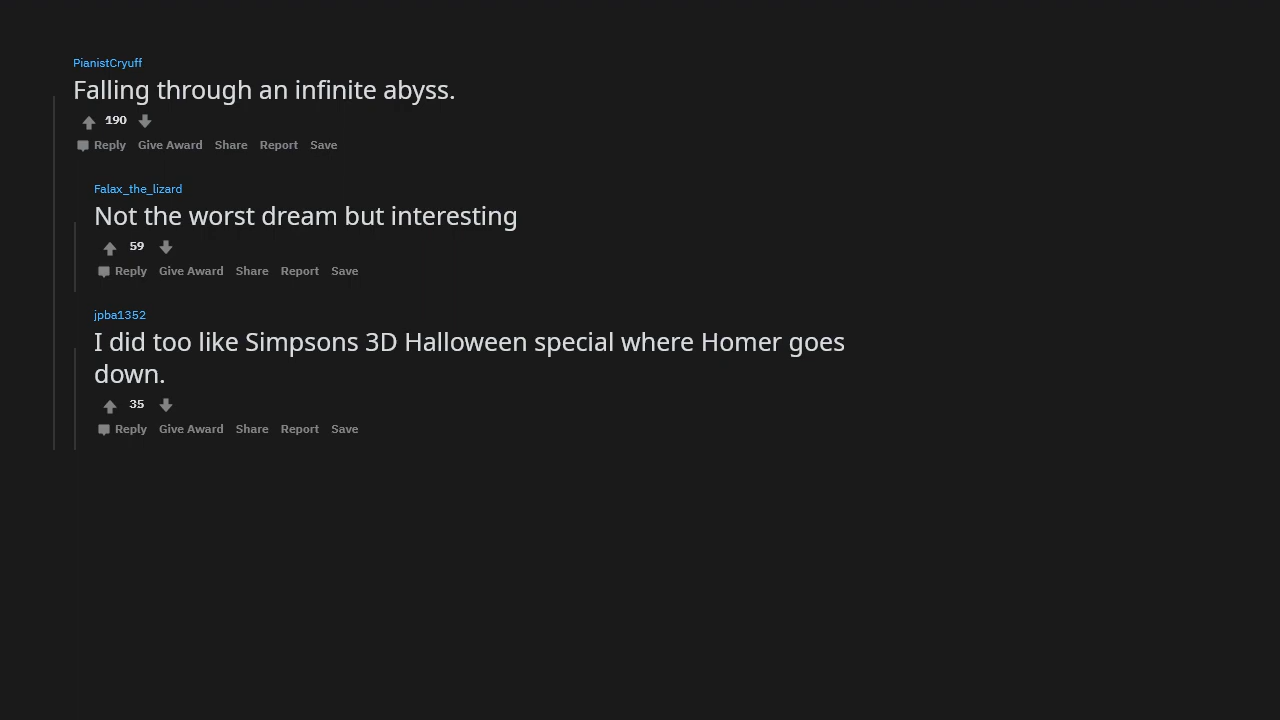 PianistCryuff
Falling through an infinite abyss.
190
Reply Give Award Share Report Save
Falax_the_lizard
Not the worst dream but interesting
59
Reply Give Award Share Report Save
jpba1352
I did too like Simpsons 3D Halloween special where Homer goes
down.
35
Reply Give Award Share Report Save